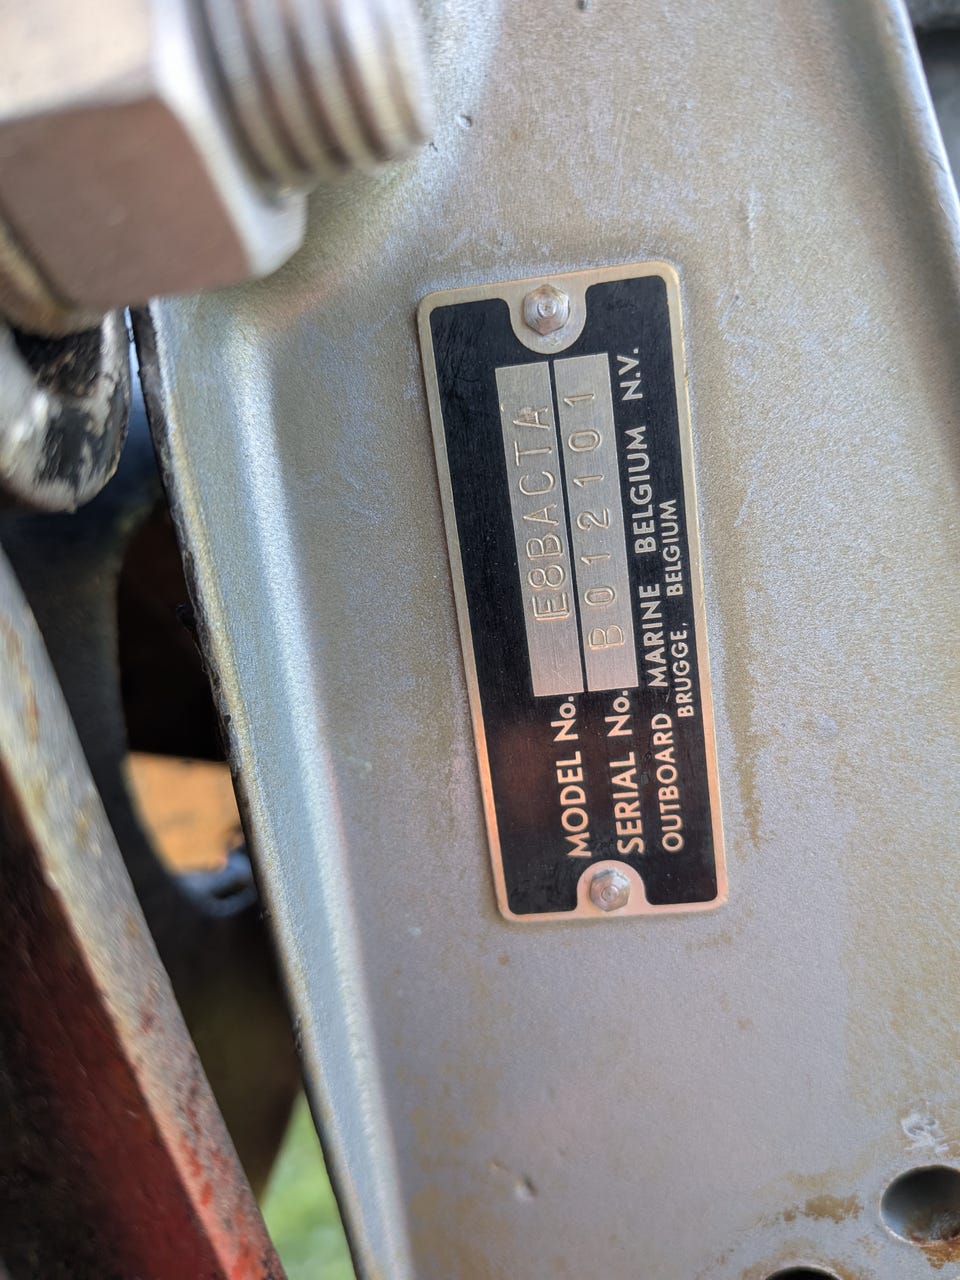 MODEL No. E8BACTA
SERIAL No. B012101
OUTBOARD MARINE BELGIUM N.V.
BRUGGE, BELGIUM